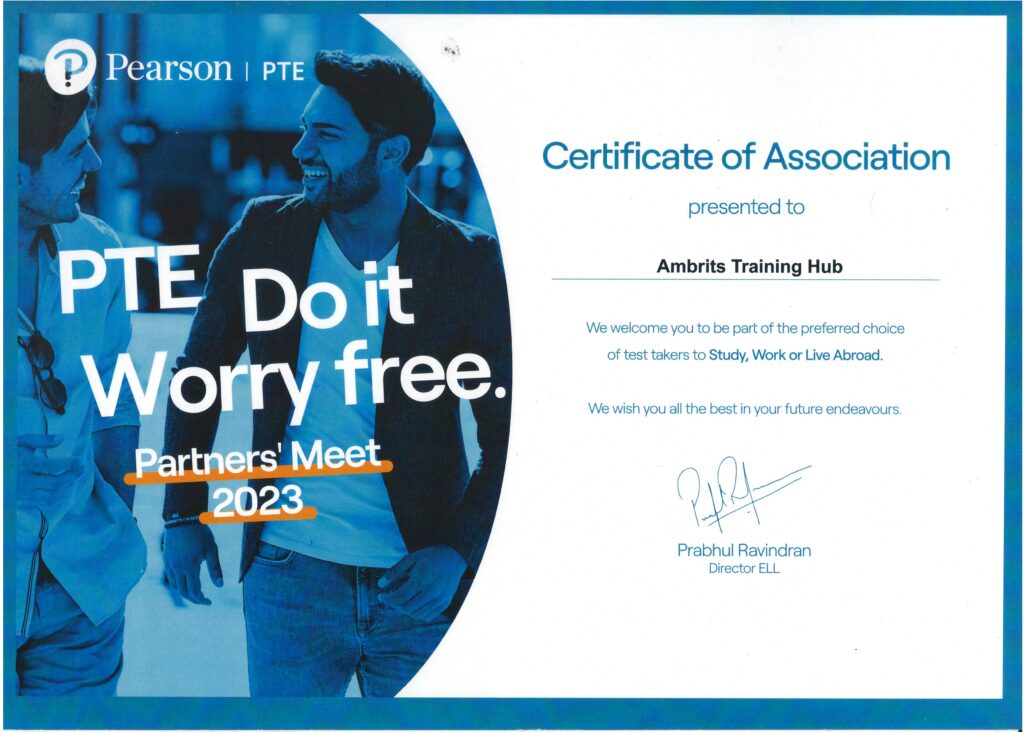 Pearson | PTE
PTE Do it
Worry free.
Partners' Meet
2023
Certificate of Association
presented to
Ambrits Training Hub
We welcome you to be part of the preferred choice
of test takers to Study, Work or Live Abroad.
We wish you all the best in your future endeavours.
Prabhul Ravindran
Director ELL